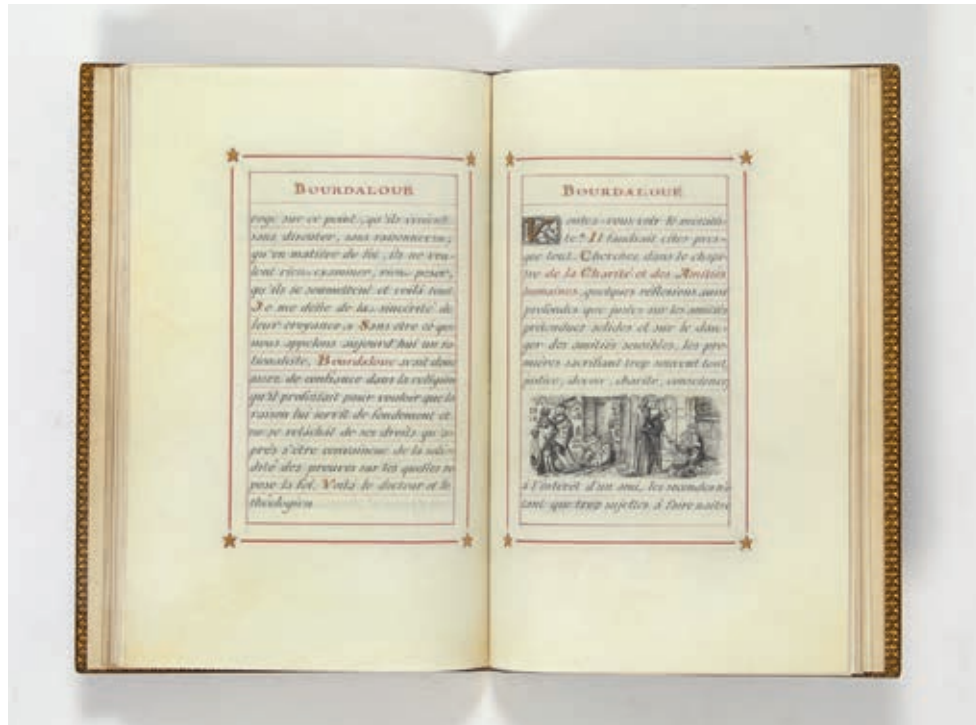 BOURDALOUE
rage sur ce point, qu'ils croient
sans discuter, sans raisonner,
qu'en matière de foi, ils ne veu-
lent rien examiner, rien peser,
qu'ils se soumettent et voilà tout.
Je me défie de la sincérité de
leur croyance. » Sans être ce que
nous appelons aujourd'hui un ra-
tionaliste, Bourdaloue avait donc
assez de confiance dans la religion
qu'il professait pour vouloir que la
raison lui servît de fondement et
ne se relâchât de ses droits qu'a-
près s'être convaincue de la soli-
dité des preuves sur lesquelles re-
pose la foi. Voilà le docteur et le
théologien
BOURDALOUE
Voulez-vous voir le moralis-
te? Il faudrait citer pres-
que tout. Cherchez dans le chapi-
tre de la Charité et des Amitiés
humaines, quelques réflexions aussi
profondes que justes sur les amitiés
prétendues solides et sur le dan-
ger des amitiés sensibles, les pre-
mières sacrifiant trop souvent tout,
justice, devoir, charité, conscience,
à l'intérêt d'un ami, les secondes n'é-
tant que trop sujettes à faire naître